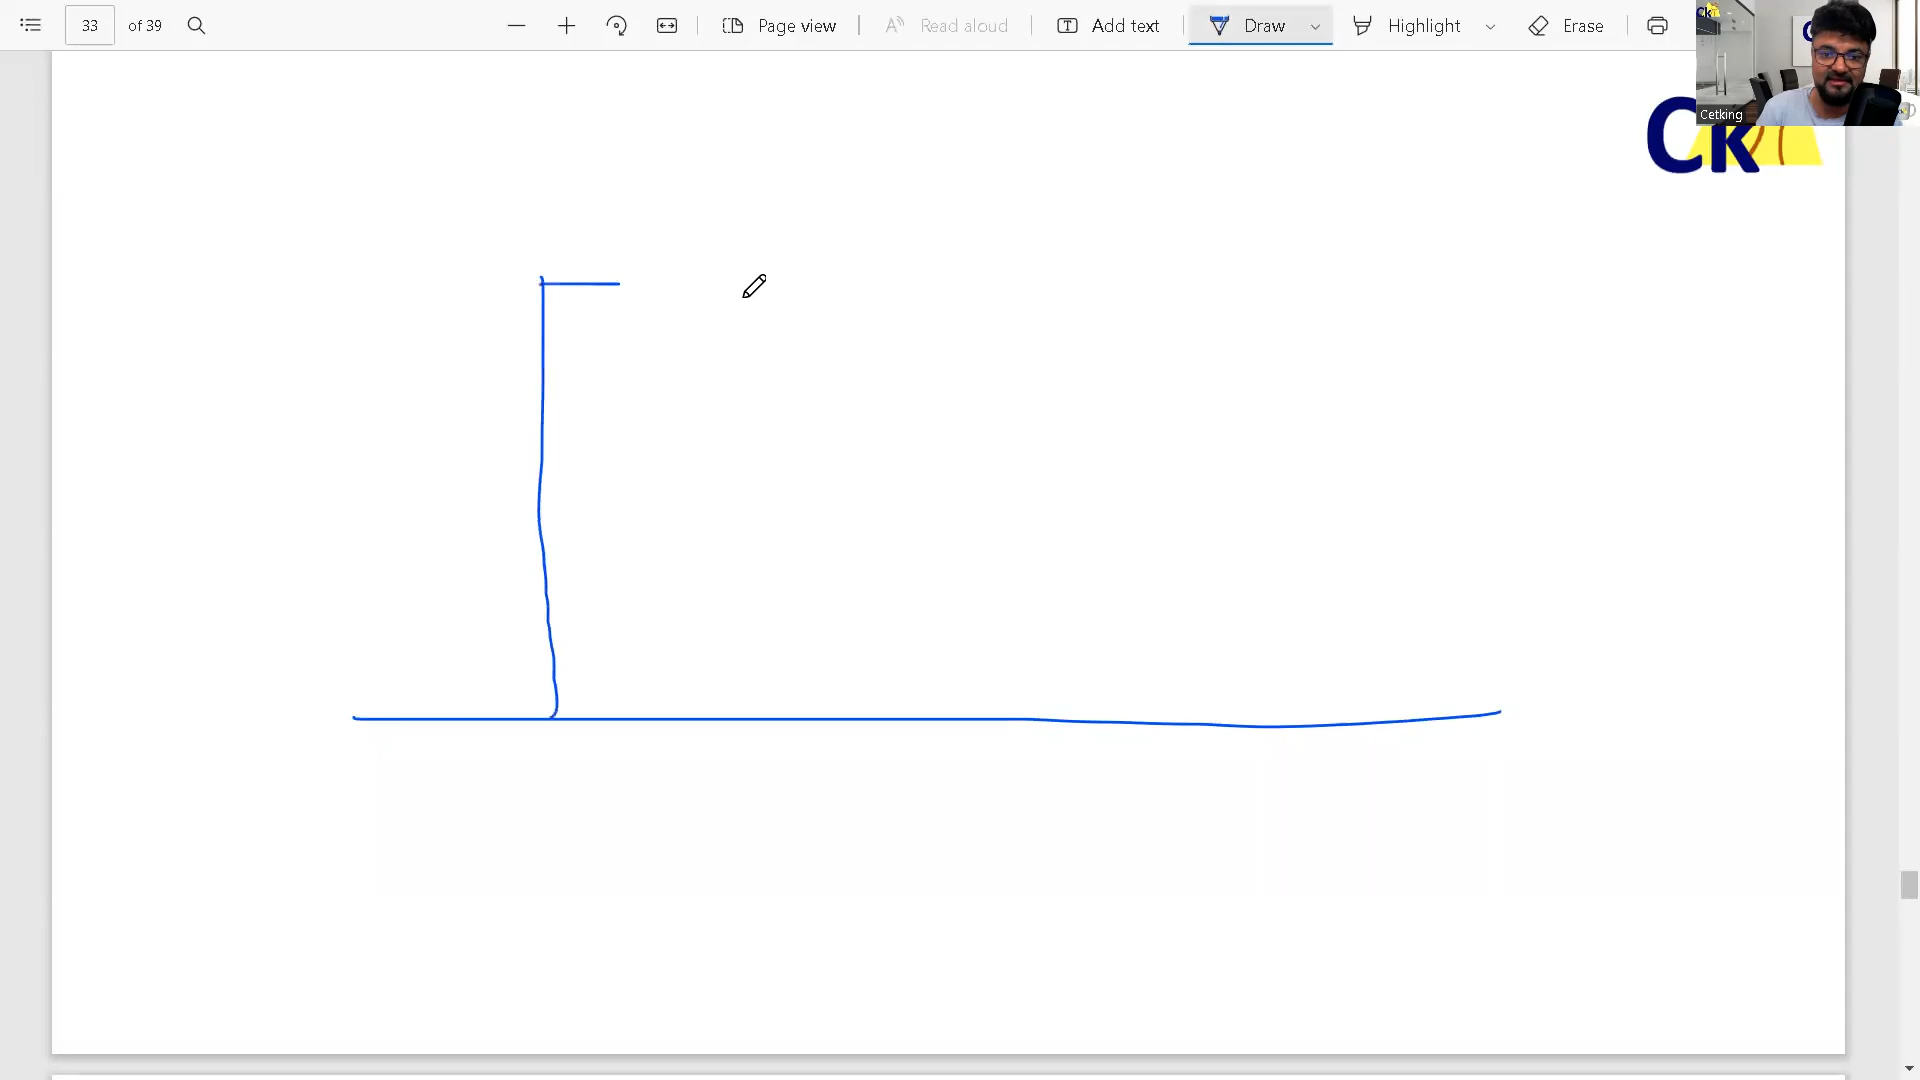 33 of 39 Page view Read aloud Add text Draw Highlight Erase
Cetking
CK